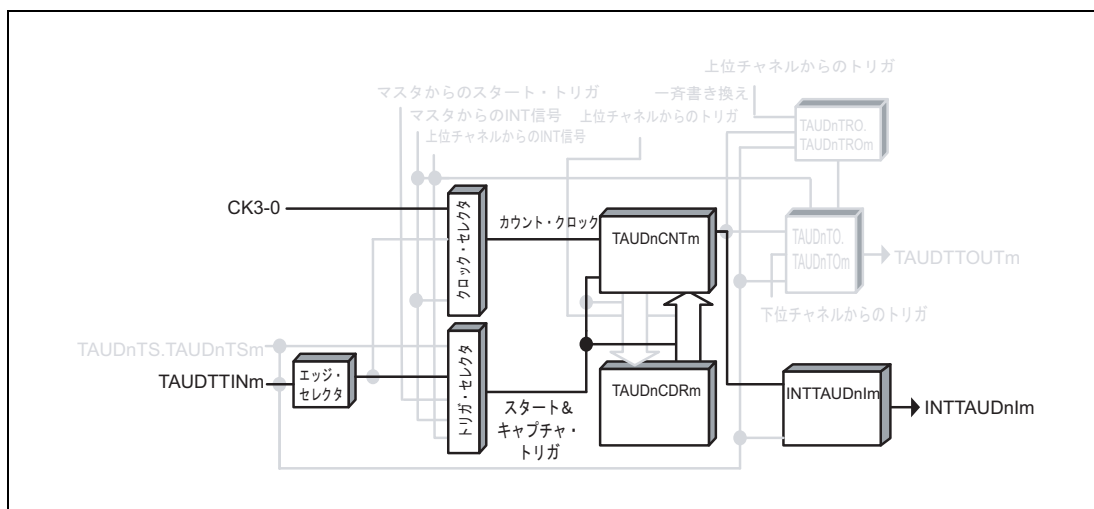 上位チャネルからのトリガ
マスタからのスタート・トリガ
一斉書き換え
マスタからのINT信号
上位チャネルからのトリガ
上位チャネルからのINT信号
TAUDnTRO.
TAUDnTROm
CK3-0
クロック・セレクタ
カウント・クロック
TAUDnCNTm
TAUDnTO.
TAUDnTOm
TAUDTTOUTm
下位チャネルからのトリガ
TAUDnTS.TAUDnTSm
TAUDTTINm
エッジ・
セレクタ
トリガ・セレクタ
スタート&
キャプチャ・
トリガ
TAUDnCDRm
INTTAUDnIm
INTTAUDnIm